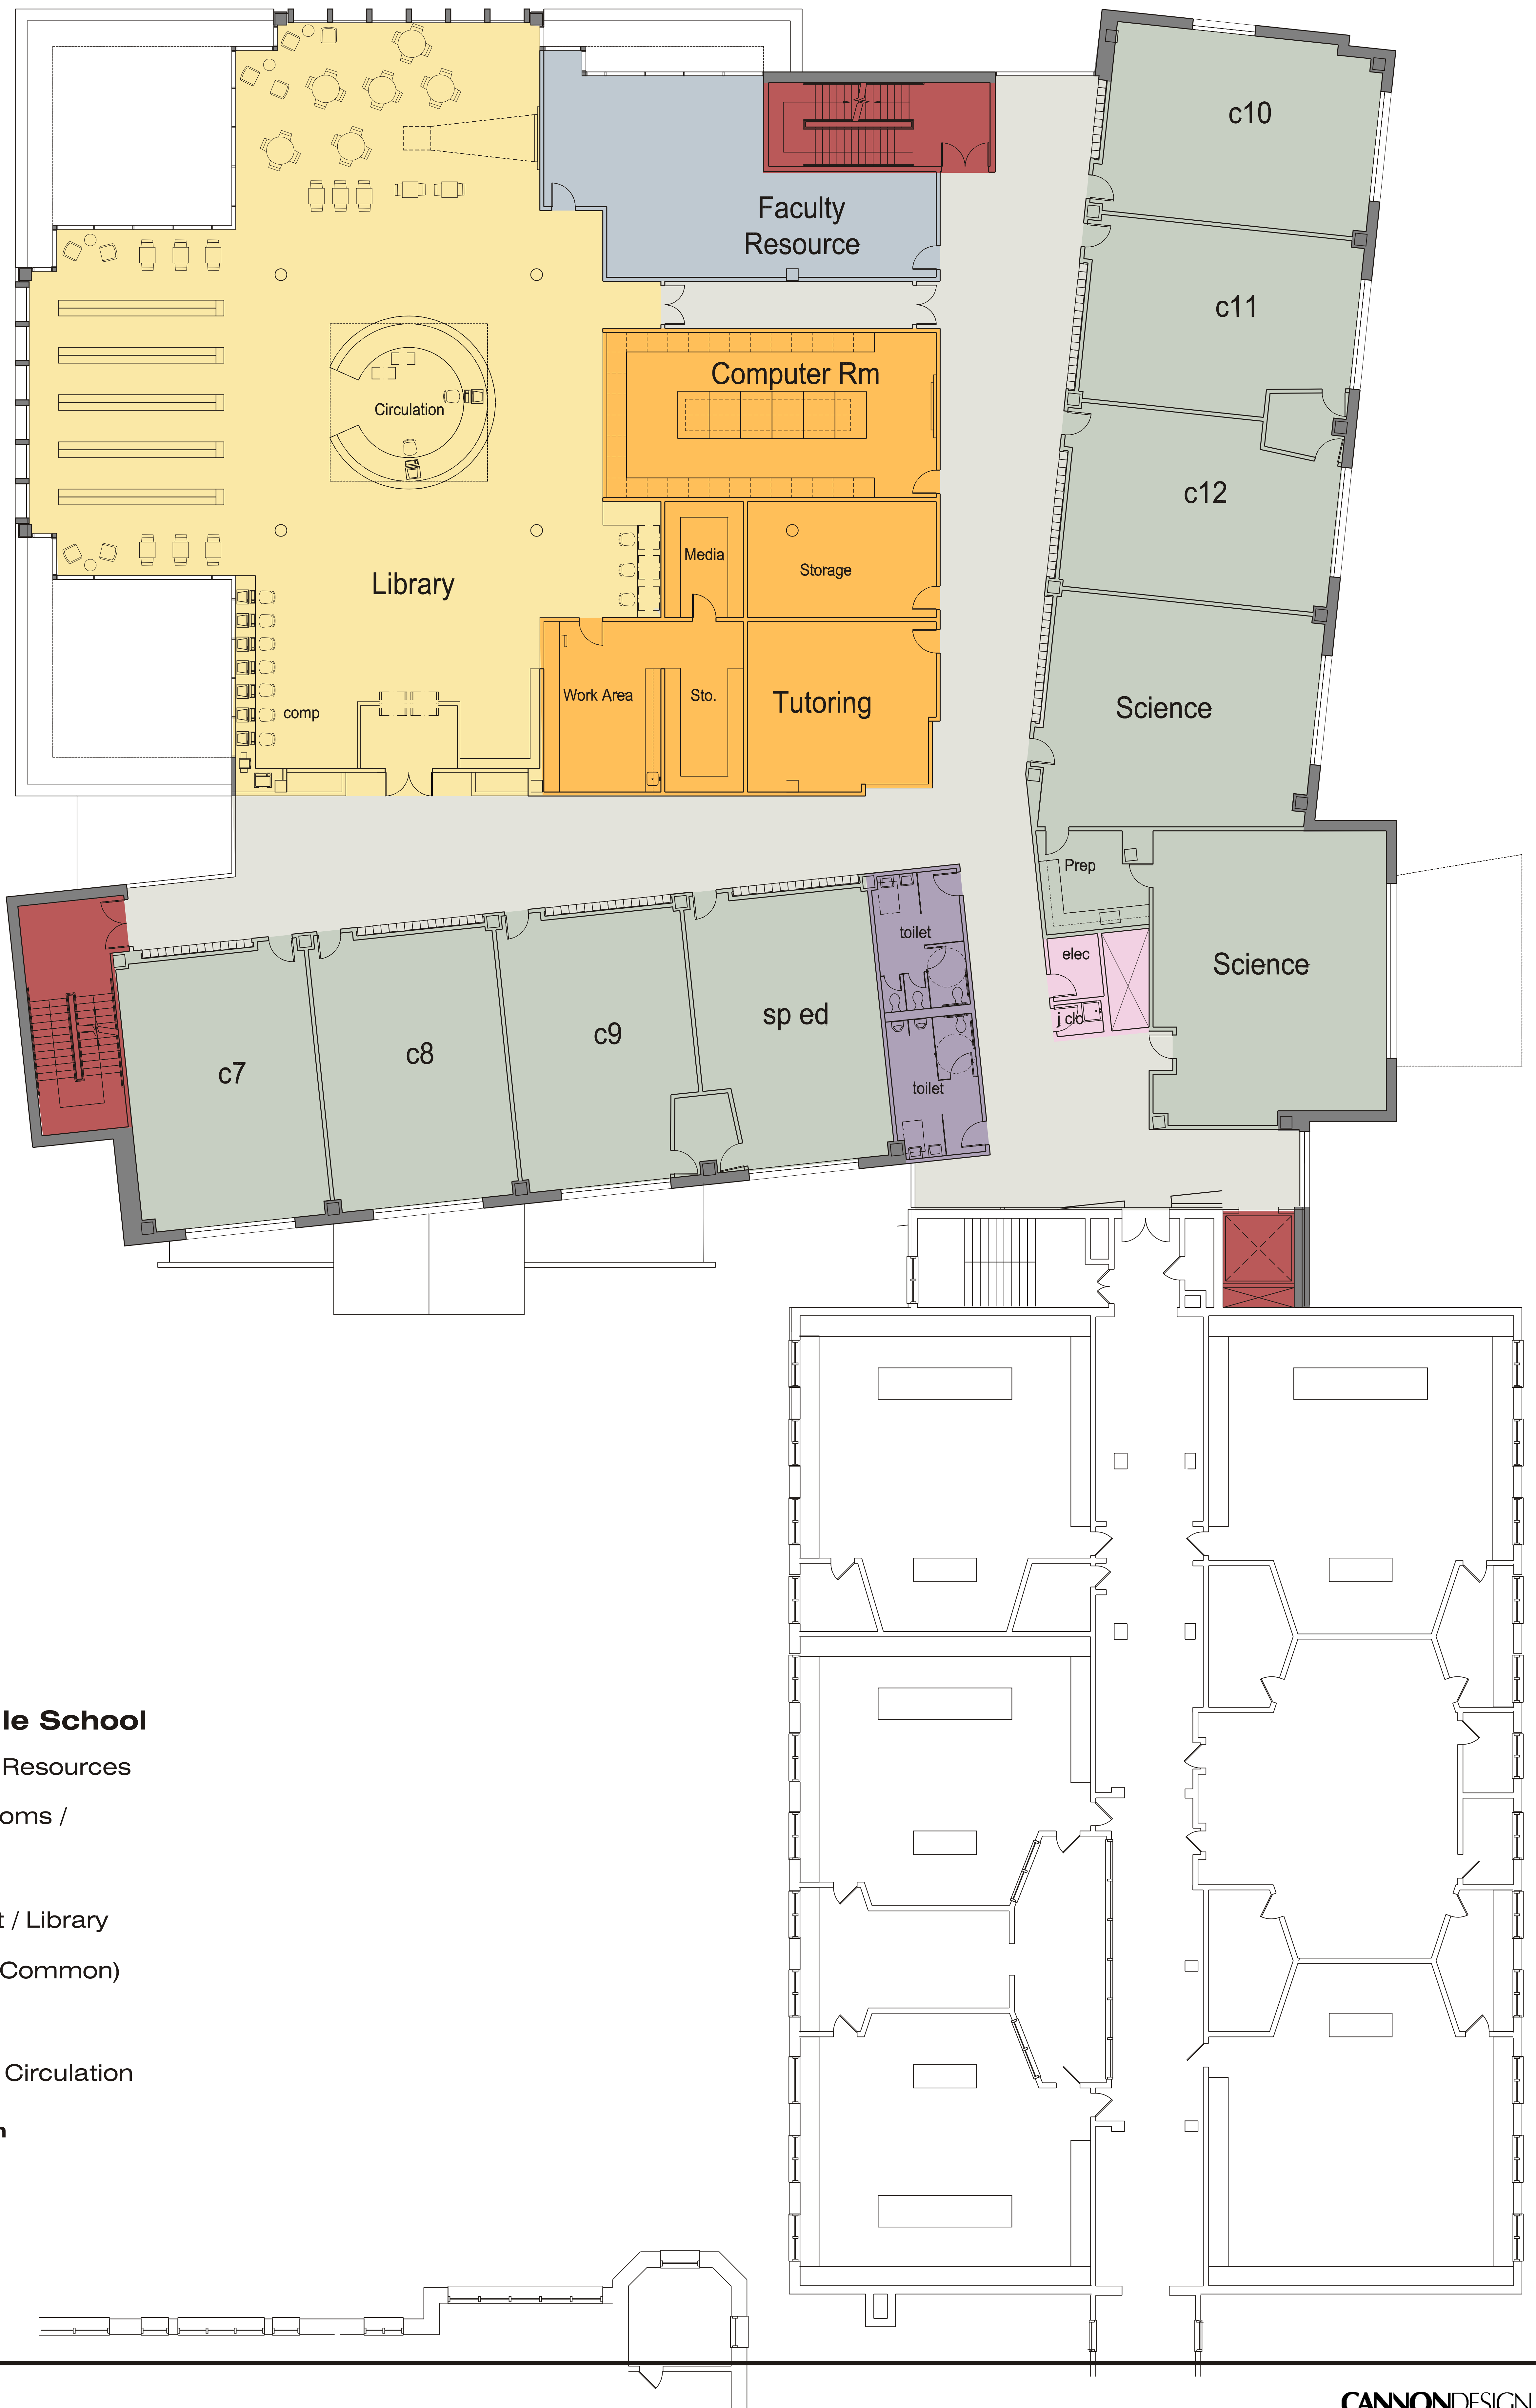 c10
Faculty
Resource
c11
Computer Rm
Circulation
c12
Media
Storage
Library
Work Area
Sto.
Tutoring
comp
Science
Prep
toilet
elec
Science
sp ed
j clo
c9
c8
c7
toilet
lle School
Resources
oms /
t / Library
Common)
Circulation
n
CANNONDESIGN